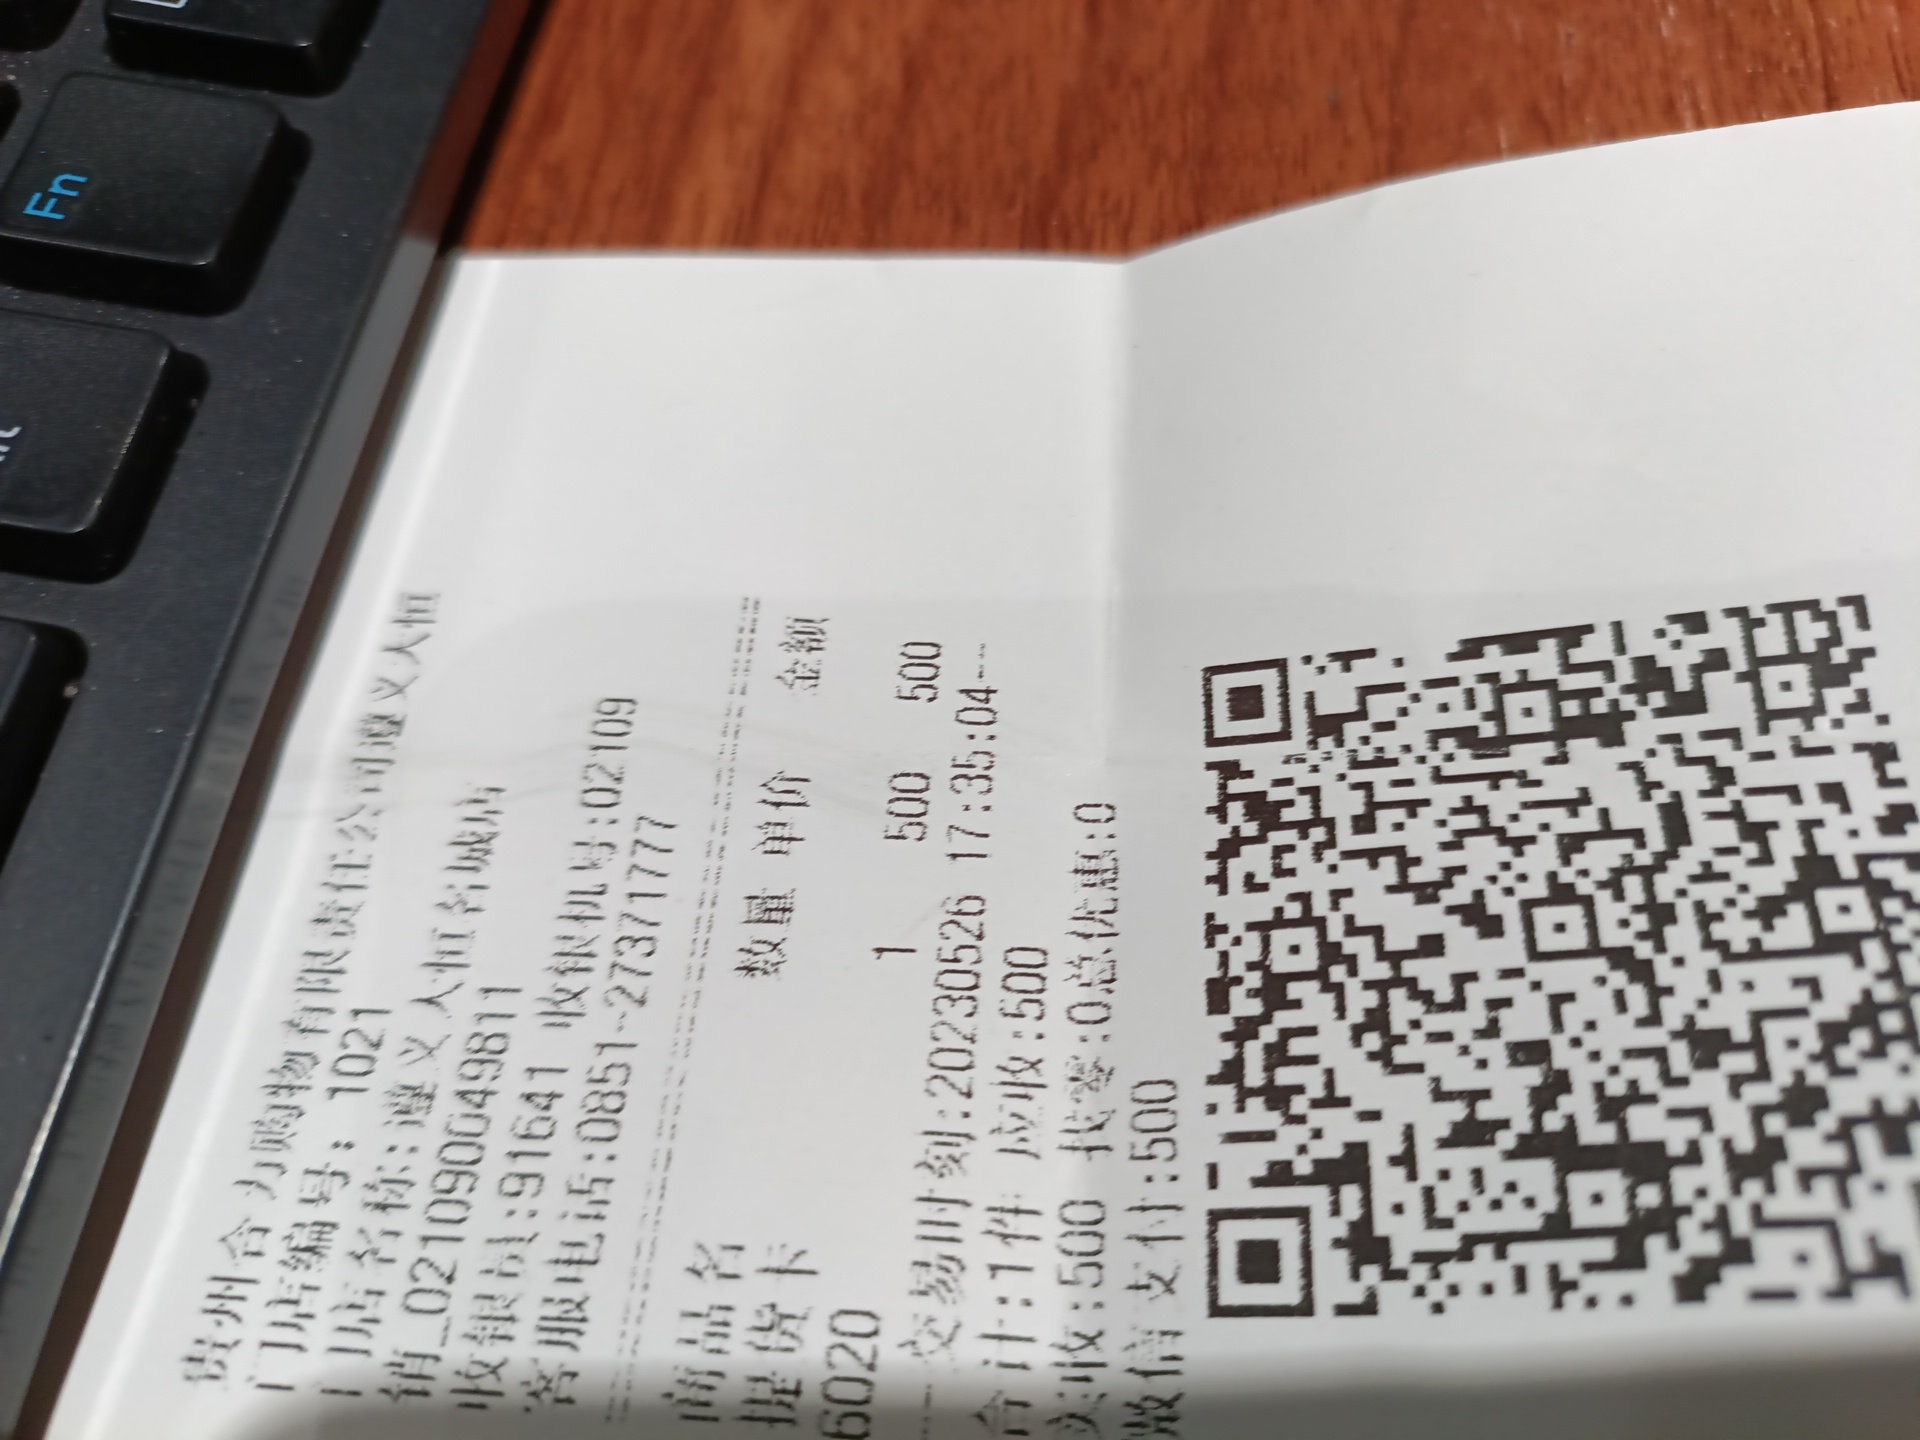 Fn
贵州合力购物有限责任公司遵义大恒
门店编号: 1021
门店名称:遵义大恒名城店
销_021090049811
收银员:91641 收银机号:02109
客服电话:0851-27371777
商品名 数量 单价 金额
提货卡
6020 1 500 500
交易时刻:20230526 17:35:04
合计:1件 应收:500
实收:500 找零:0总优惠:0
微信支付:500